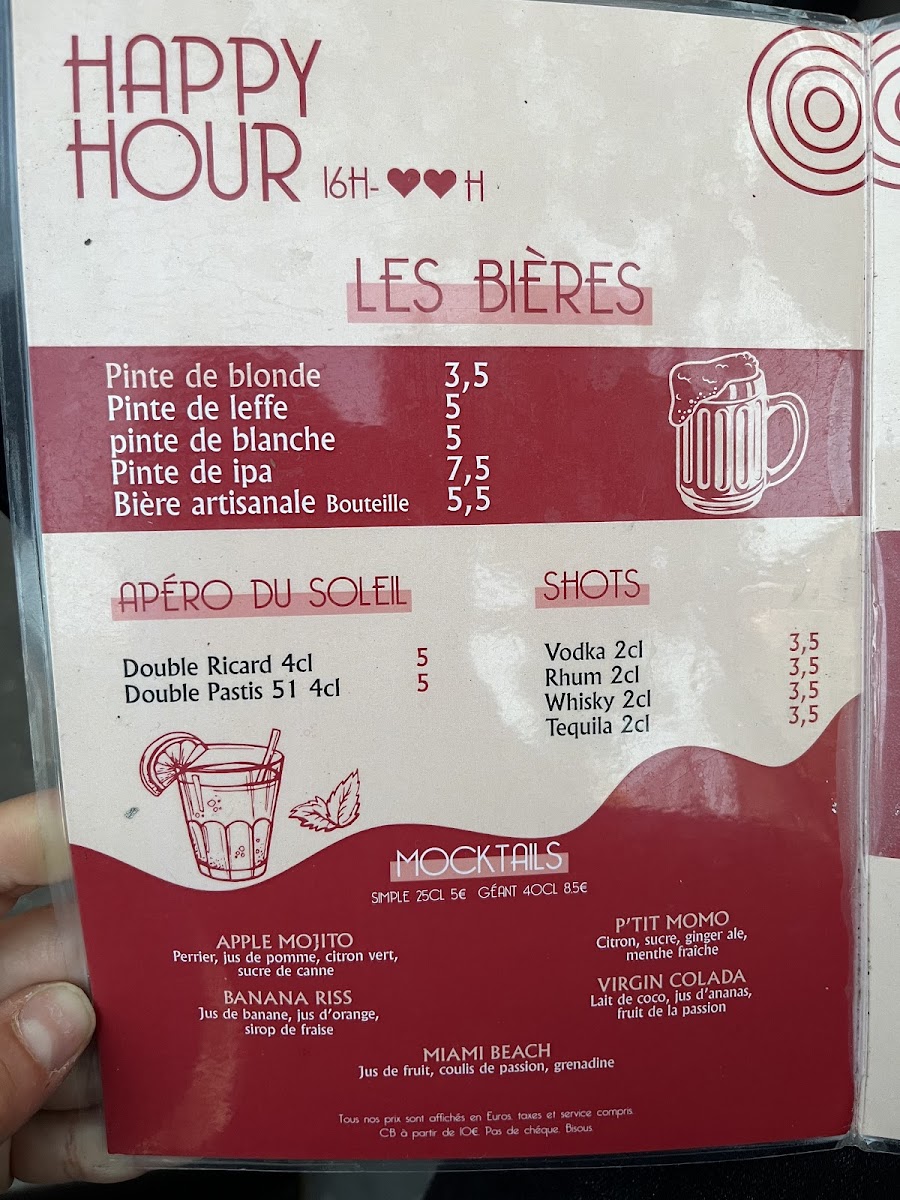 HAPPY
HOUR 16H-❤❤ H
LES BIÈRES
Pinte de blonde 3,5
Pinte de leffe 5
pinte de blanche 5
Pinte de ipa 7,5
Bière artisanale Bouteille 5,5
APÉRO DU SOLEIL
Double Ricard 4cl 5
Double Pastis 51 4cl 5
SHOTS
Vodka 2cl 3,5
Rhum 2cl 3,5
Whisky 2cl 3,5
Tequila 2cl 3,5
MOCKTAILS
SIMPLE 25CL 5€ GÉANT 40CL 8.5€
APPLE MOJITO
Perrier, jus de pomme, citron vert,
sucre de canne
BANANA RISS
Jus de banane, jus d'orange,
sirop de fraise
P'TIT MOMO
Citron, sucre, ginger ale,
menthe fraîche
VIRGIN COLADA
Lait de coco, jus d'ananas,
fruit de la passion
MIAMI BEACH
Jus de fruit, coulis de passion, grenadine
Tous nos prix sont affichés en Euros, taxes et service compris.
CB à partir de 10€. Pas de chéque. Bisous.